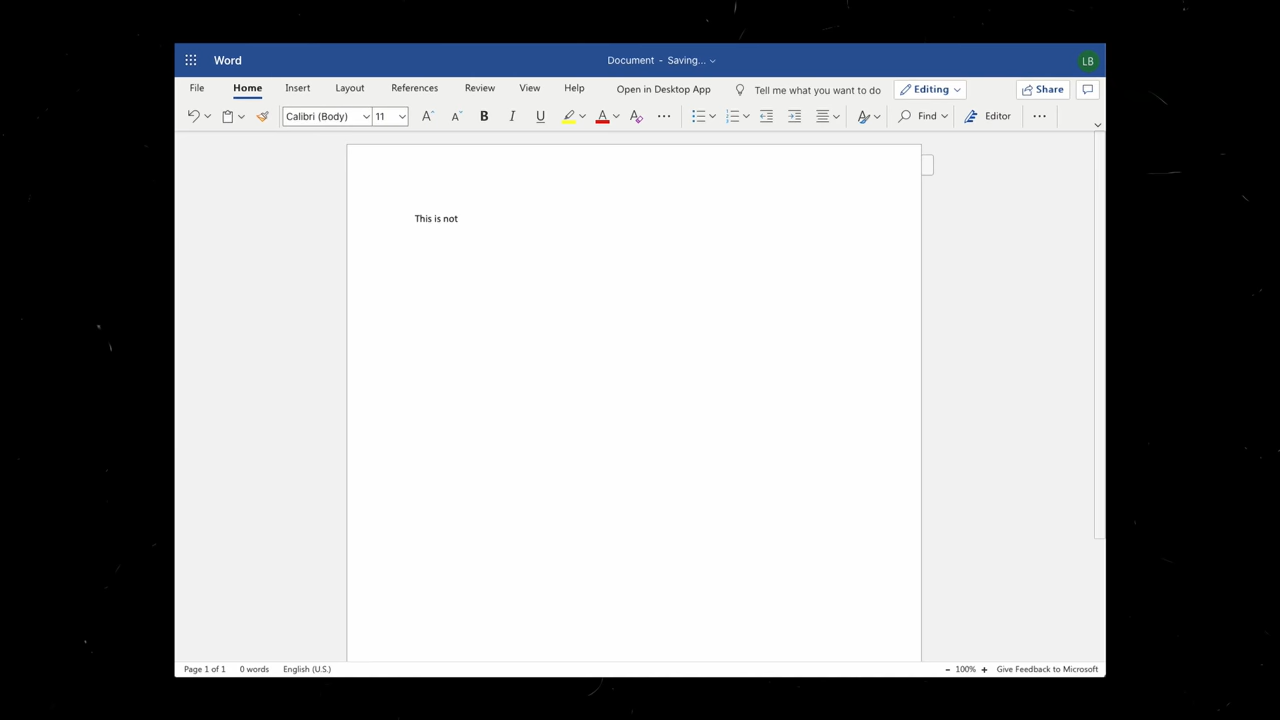 Word
Document - Saving...
LB
File Home Insert Layout References Review View Help Open in Desktop App Tell me what you want to do Editing Share
Calibri (Body) 11 A A B I U A A Find Editor
This is not
Page 1 of 1 0 words English (U.S.) - 100% + Give Feedback to Microsoft